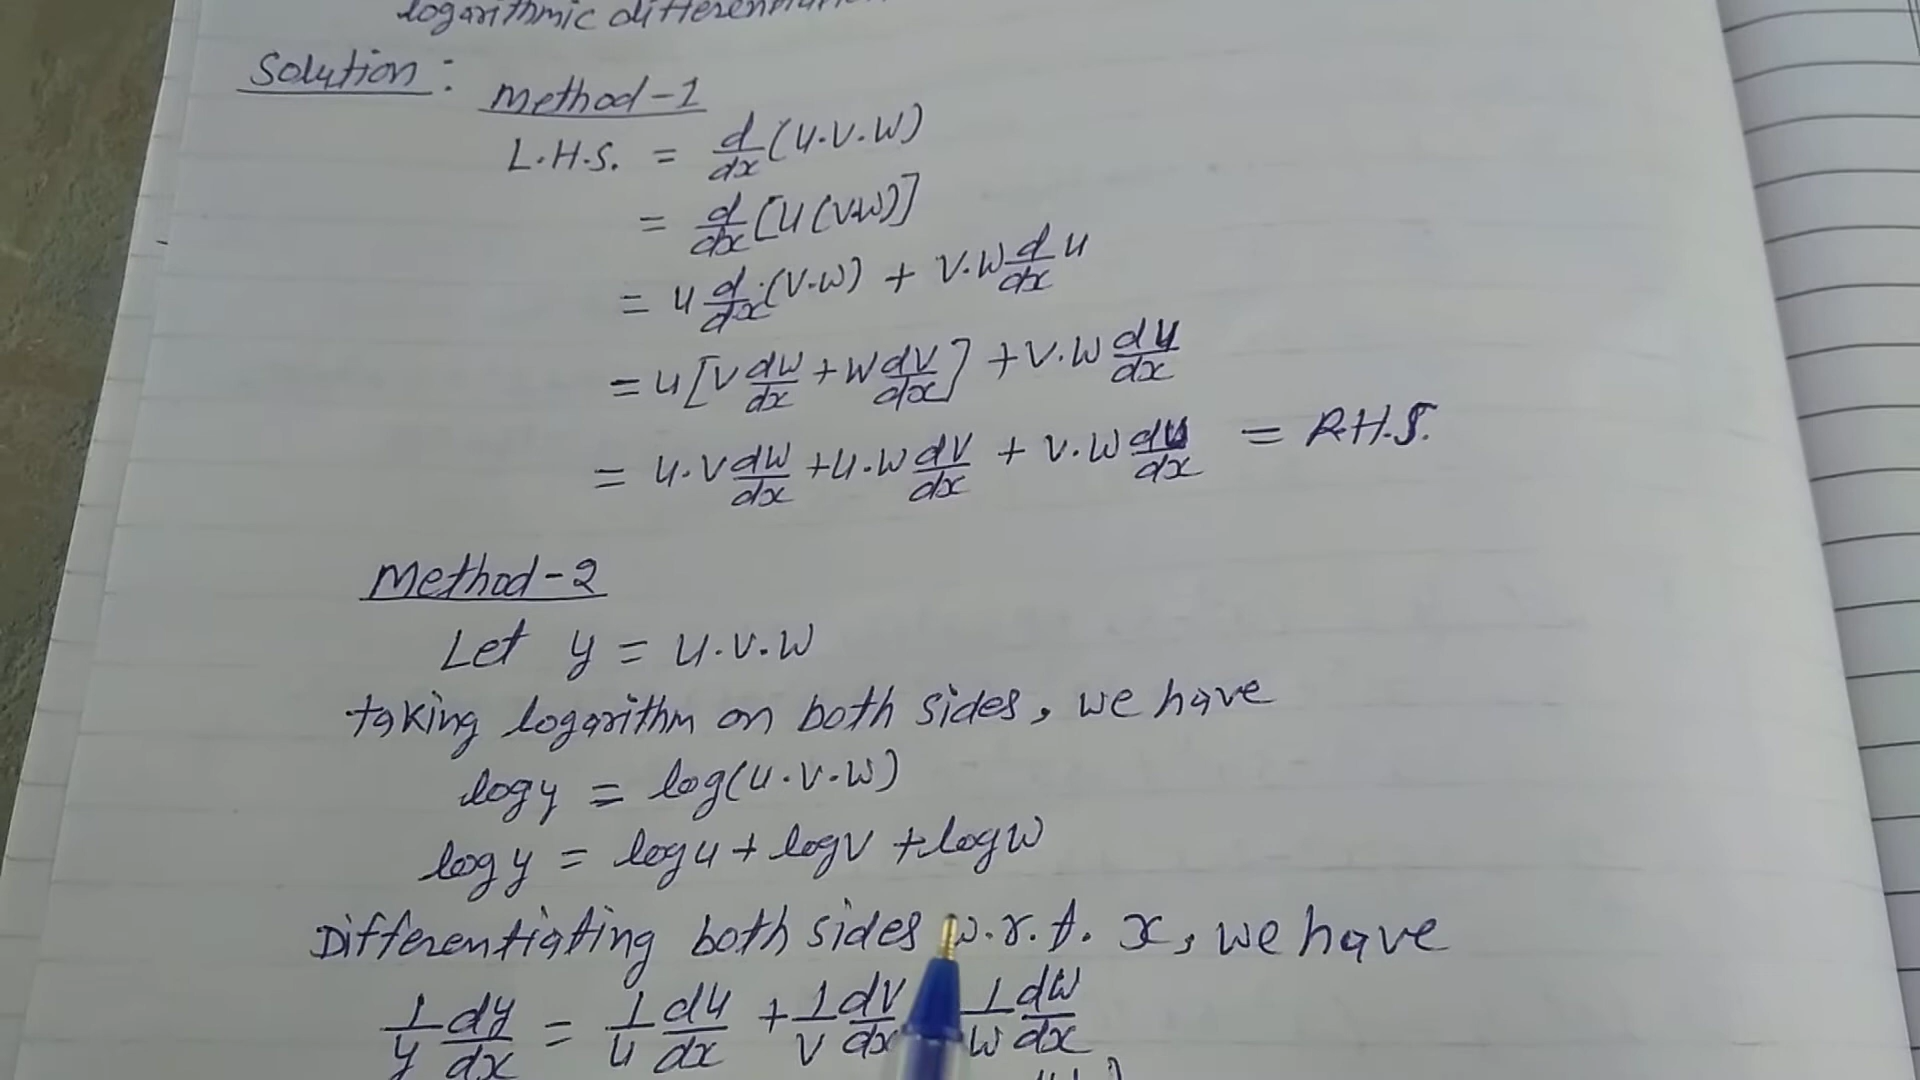 logarithmic differentiation
Solution:
Method-1
L.H.S. = d/dx (u.v.w)
= d/dx [u(v.w)]
= u d/dx (v.w) + v.w d/dx u
= u[v dw/dx + w dv/dx] + v.w du/dx
= u.v dw/dx + u.w dv/dx + v.w du/dx = R.H.S.
Method-2
Let y = u.v.w
taking logarithm on both sides, we have
log y = log(u.v.w)
log y = log u + log v + log w
Differentiating both sides w.r.t. x, we have
1/y dy/dx = 1/u du/dx + 1/v dv/dx 1/w dw/dx